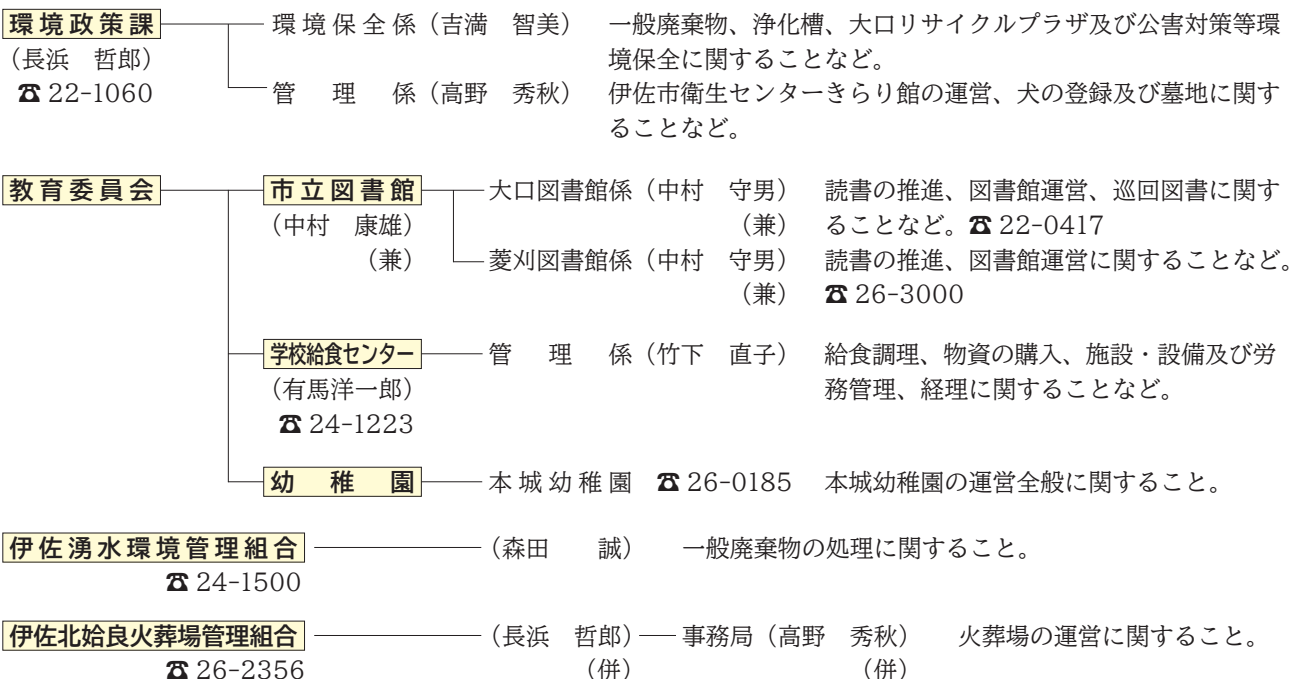 環境政策課 環境保全係（吉満　智美） 一般廃棄物、浄化槽、大口リサイクルプラザ及び公害対策等環
（長浜　哲郎） 境保全に関することなど。
☎ 22-1060 管　理　係（高野　秀秋） 伊佐市衛生センターきらり館の運営、犬の登録及び墓地に関す
ることなど。
教育委員会 市立図書館 大口図書館係（中村　守男） 読書の推進、図書館運営、巡回図書に関す
（中村　康雄） （兼） ることなど。☎ 22-0417
（兼） 菱刈図書館係（中村　守男） 読書の推進、図書館運営に関することなど。
（兼） ☎ 26-3000
学校給食センター 管　理　係（竹下　直子） 給食調理、物資の購入、施設・設備及び労
（有馬洋一郎） 務管理、経理に関することなど。
☎ 24-1223
幼　稚　園 本城幼稚園 ☎ 26-0185 本城幼稚園の運営全般に関すること。
伊佐湧水環境管理組合 （森田　　誠） 一般廃棄物の処理に関すること。
☎ 24-1500
伊佐北姶良火葬場管理組合 （長浜　哲郎） 事務局（高野　秀秋） 火葬場の運営に関すること。
☎ 26-2356 （併） （併）